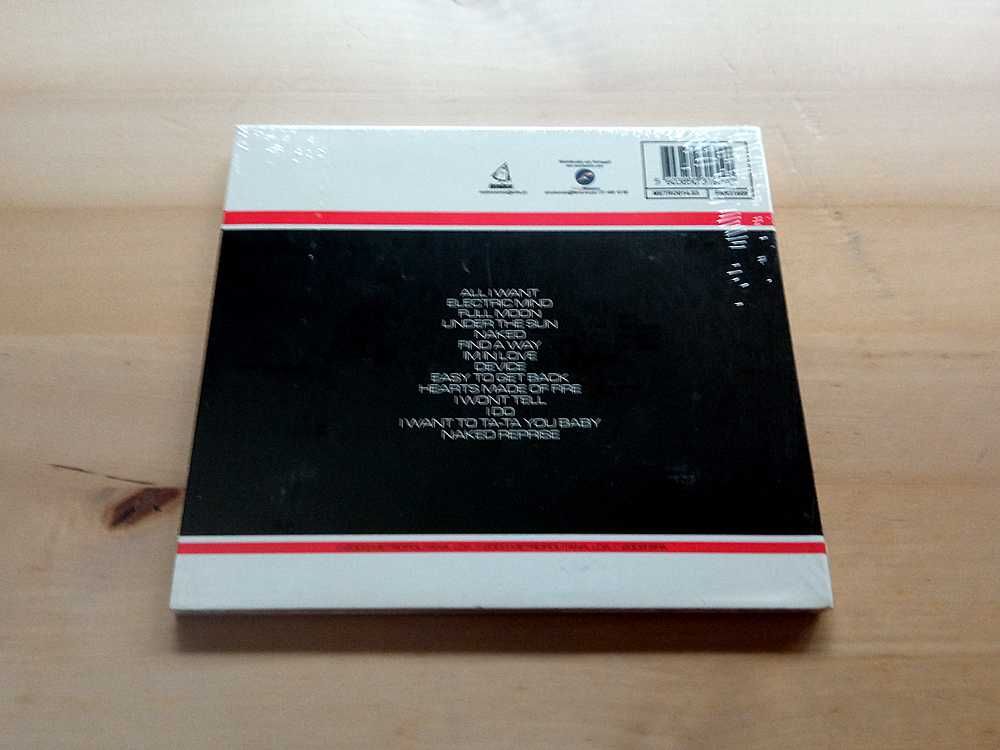 ALL I WANT
ELECTRIC MIND
FULL MOON
UNDER THE SUN
NAKED
FIND A WAY
IM IN LOVE
DEVICE
EASY TO GET BACK
HEARTS MADE OF FIRE
I WONT TELL
I DO
I WANT TO TA-TA YOU BABY
NAKED REPRISE